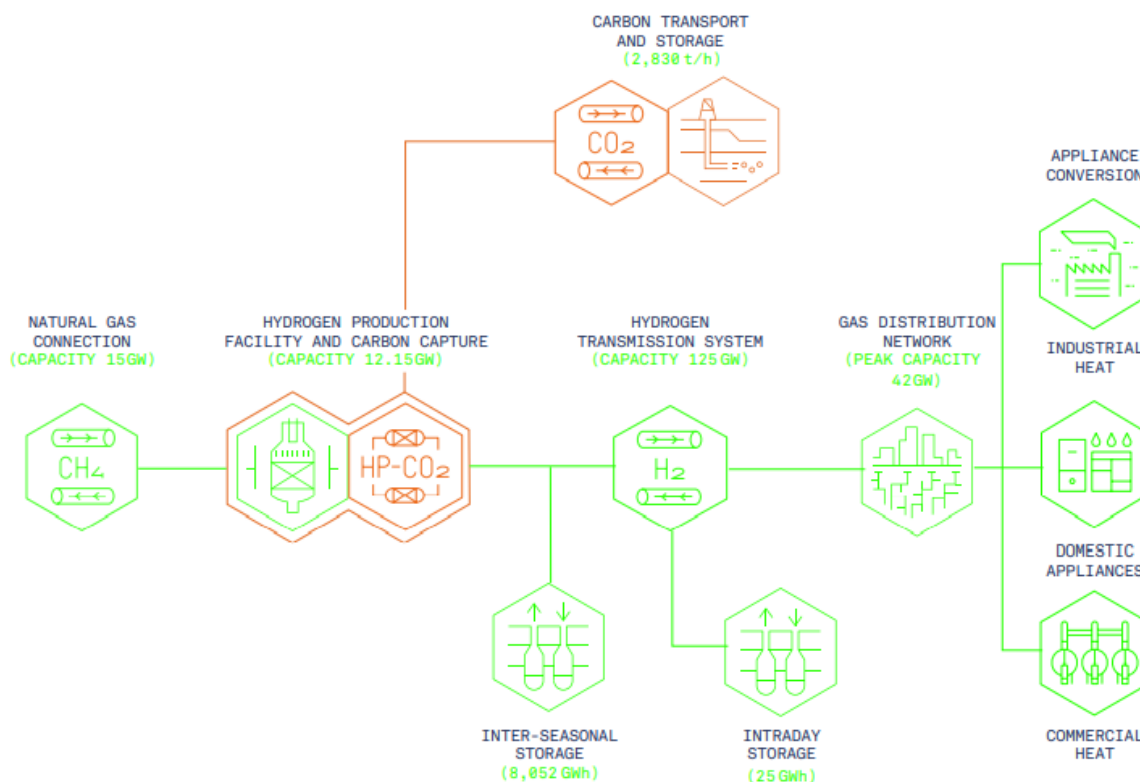 CARBON TRANSPORT
AND STORAGE
(2,830 t/h)
CO₂
APPLIANCE
CONVERSION
NATURAL GAS
CONNECTION
(CAPACITY 15GW)
HYDROGEN PRODUCTION
FACILITY AND CARBON CAPTURE
(CAPACITY 12.15GW)
HYDROGEN
TRANSMISSION SYSTEM
(CAPACITY 125GW)
GAS DISTRIBUTION
NETWORK
(PEAK CAPACITY
42GW)
INDUSTRIAL
HEAT
CH₄
HP-CO₂
H₂
DOMESTIC
APPLIANCES
INTER-SEASONAL
STORAGE
(8,052 GWh)
INTRADAY
STORAGE
(25 GWh)
COMMERCIAL
HEAT